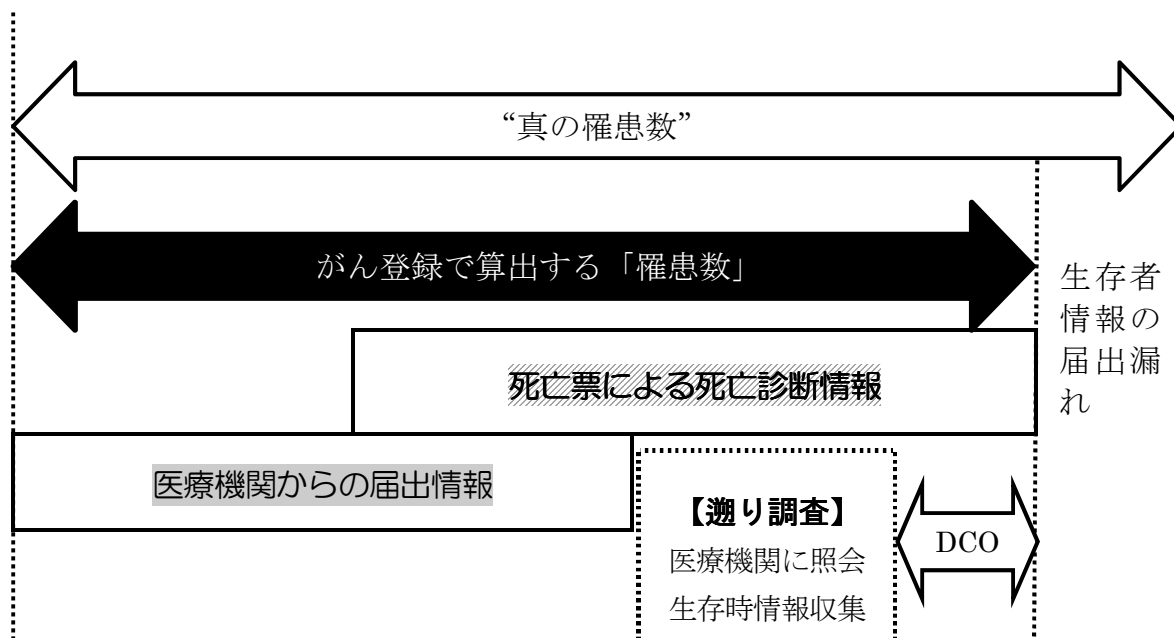 “真の罹患数”
がん登録で算出する「罹患数」
生存者
情報の
届出漏
れ
死亡票による死亡診断情報
医療機関からの届出情報
【遡り調査】
医療機関に照会
生存時情報収集
DCO